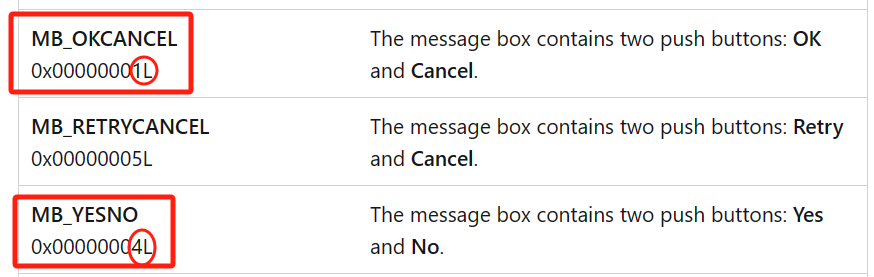 MB_OKCANCEL
0x00000001L
The message box contains two push buttons: OK
and Cancel.
MB_RETRYCANCEL
0x00000005L
The message box contains two push buttons: Retry
and Cancel.
MB_YESNO
0x00000004L
The message box contains two push buttons: Yes
and No.